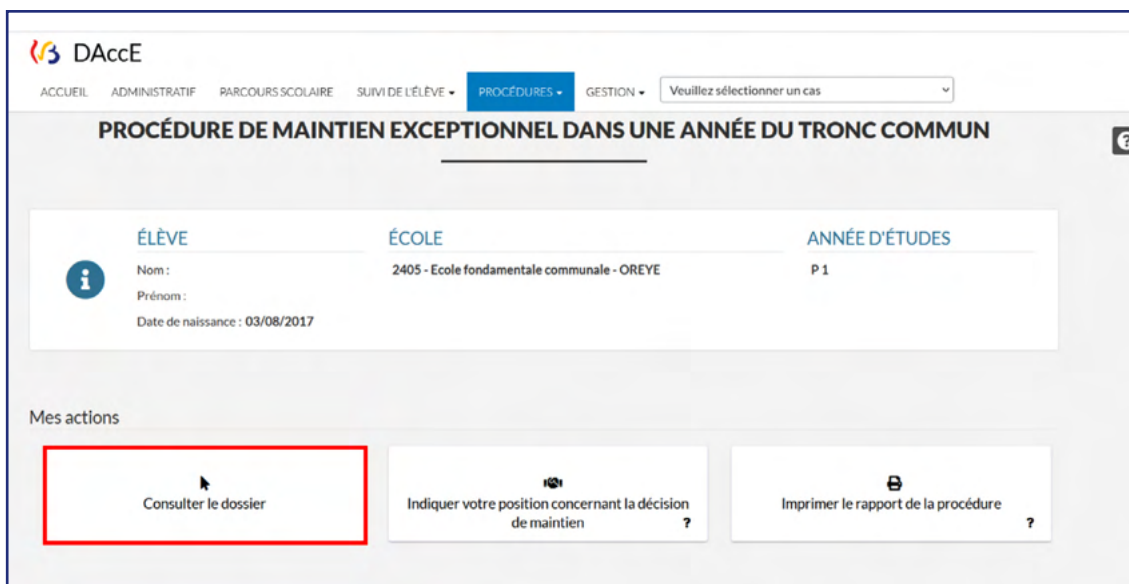 DAccE
ACCUEIL ADMINISTRATIF PARCOURS SCOLAIRE SUIVI DE L'ÉLÈVE PROCÉDURES GESTION Veuillez sélectionner un cas
PROCÉDURE DE MAINTIEN EXCEPTIONNEL DANS UNE ANNÉE DU TRONC COMMUN
?
ÉLÈVE ÉCOLE ANNÉE D'ÉTUDES
Nom : 2405 - Ecole fondamentale communale - OREYE P 1
Prénom :
Date de naissance : 03/08/2017
Mes actions
Consulter le dossier Indiquer votre position concernant la décision Imprimer le rapport de la procédure
de maintien ? ?